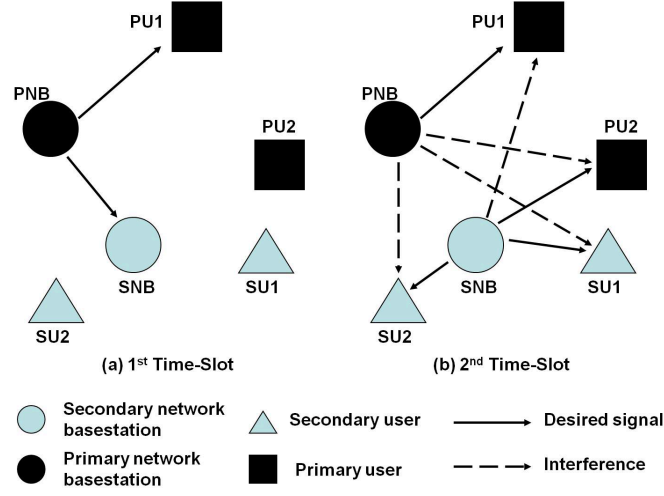 PU1
PNB
PU2
SNB
SU1
SU2
(a) 1st Time-Slot
PU1
PNB
PU2
SNB
SU1
SU2
(b) 2nd Time-Slot
Secondary network
basestation
Secondary user
Desired signal
Primary network
basestation
Primary user
Interference